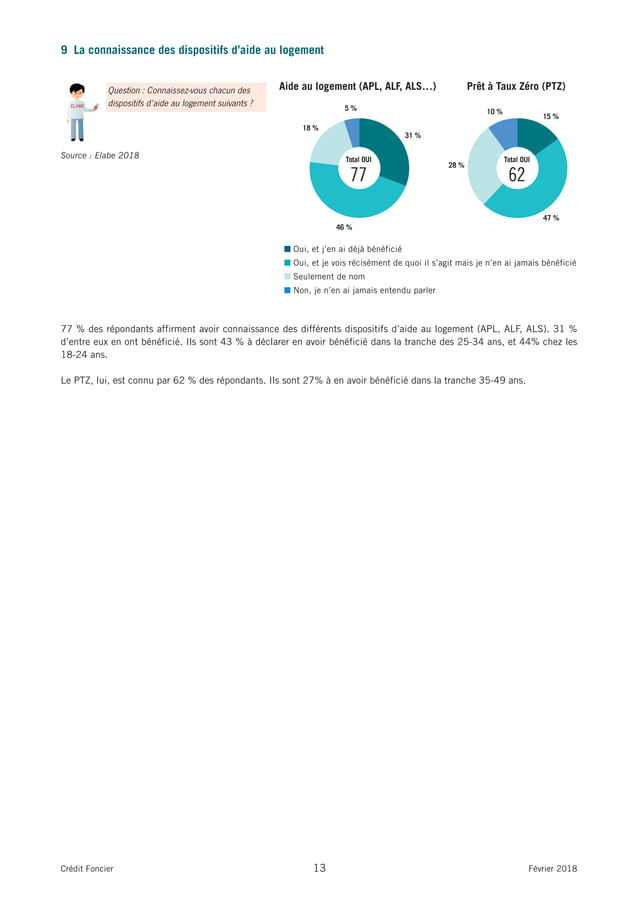 9 La connaissance des dispositifs d'aide au logement
ELABE
Question : Connaissez-vous chacun des
dispositifs d'aide au logement suivants ?
Source : Elabe 2018
Aide au logement (APL, ALF, ALS...)
5 %
18 %
31 %
Total OUI
77
46 %
Prêt à Taux Zéro (PTZ)
10 %
15 %
28 %
Total OUI
62
47 %
Oui, et j'en ai déjà bénéficié
Oui, et je vois récisément de quoi il s'agit mais je n'en ai jamais bénéficié
Seulement de nom
Non, je n'en ai jamais entendu parler
77 % des répondants affirment avoir connaissance des différents dispositifs d'aide au logement (APL, ALF, ALS). 31 %
d'entre eux en ont bénéficié. Ils sont 43 % à déclarer en avoir bénéficié dans la tranche des 25-34 ans, et 44% chez les
18-24 ans.
Le PTZ, lui, est connu par 62 % des répondants. Ils sont 27% à en avoir bénéficié dans la tranche 35-49 ans.
Crédit Foncier
13
Février 2018